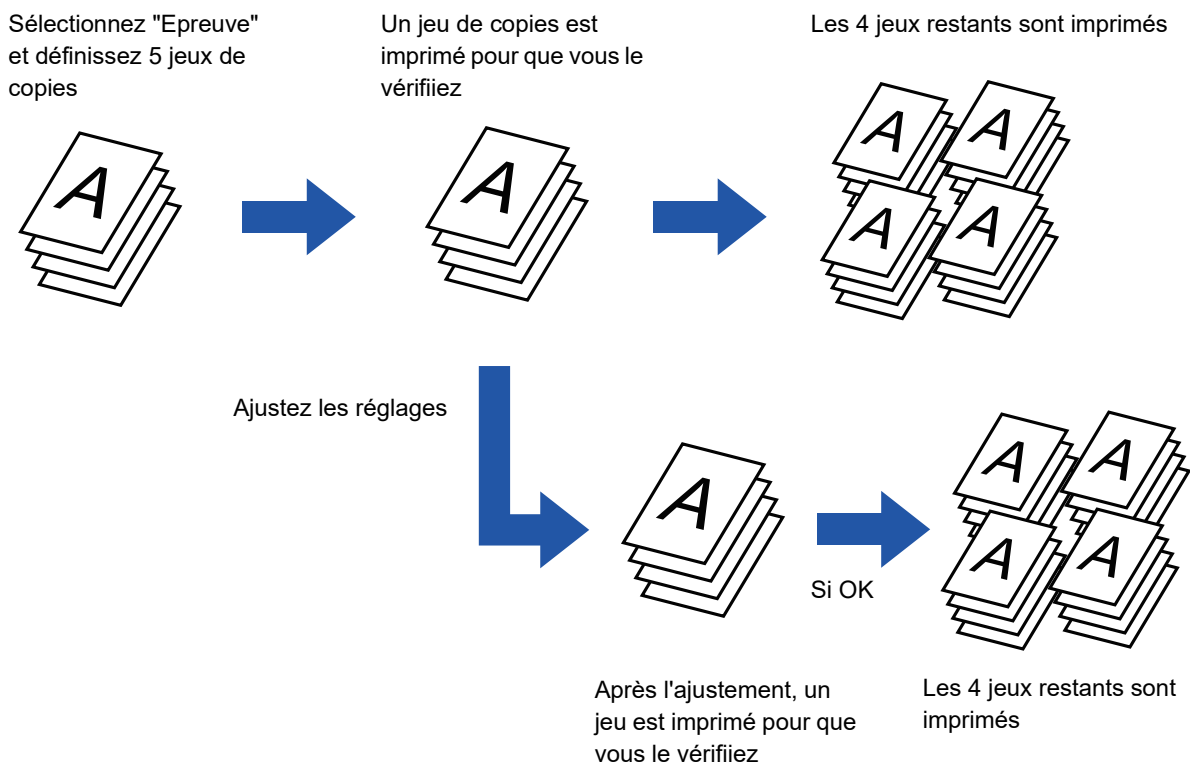 Sélectionnez "Epreuve"
et définissez 5 jeux de
copies
Un jeu de copies est
imprimé pour que vous le
vérifiiez
Les 4 jeux restants sont imprimés
A
A
A
A
A
A
Ajustez les réglages
A
Si OK
A
A
A
A
Après l'ajustement, un
jeu est imprimé pour que
vous le vérifiiez
Les 4 jeux restants sont
imprimés